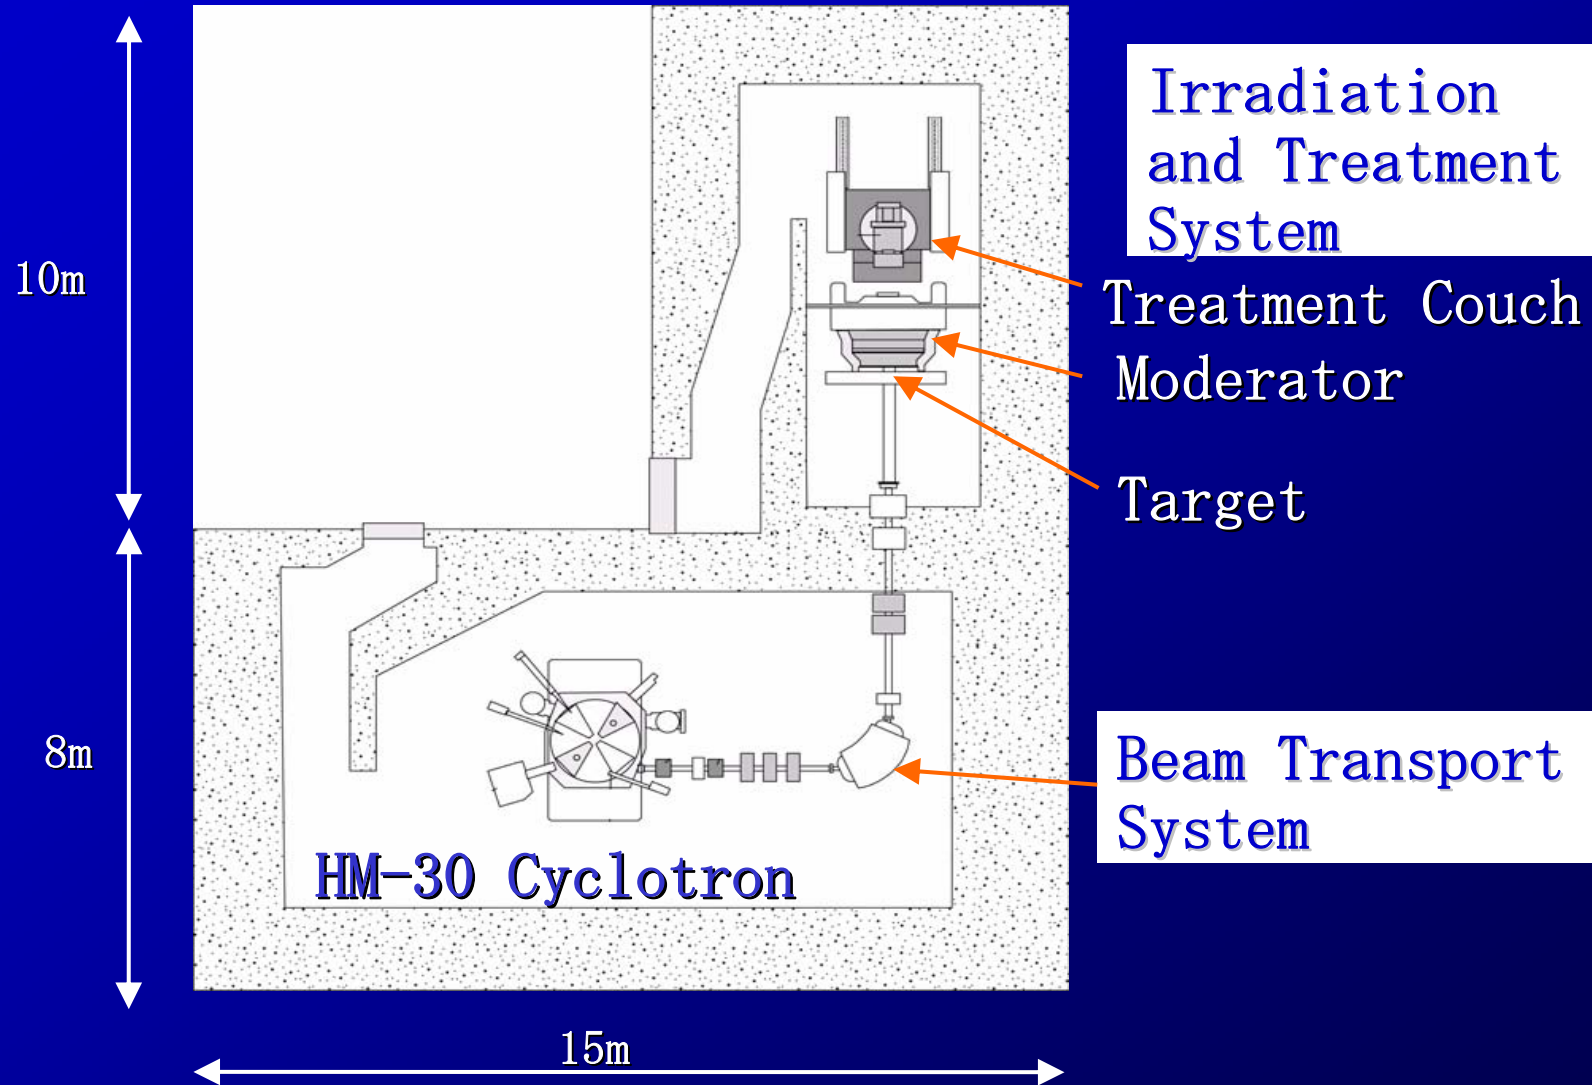 Irradiation
and Treatment
System
10m
Treatment Couch
Moderator
Target
8m
Beam Transport
System
HM-30 Cyclotron
15m